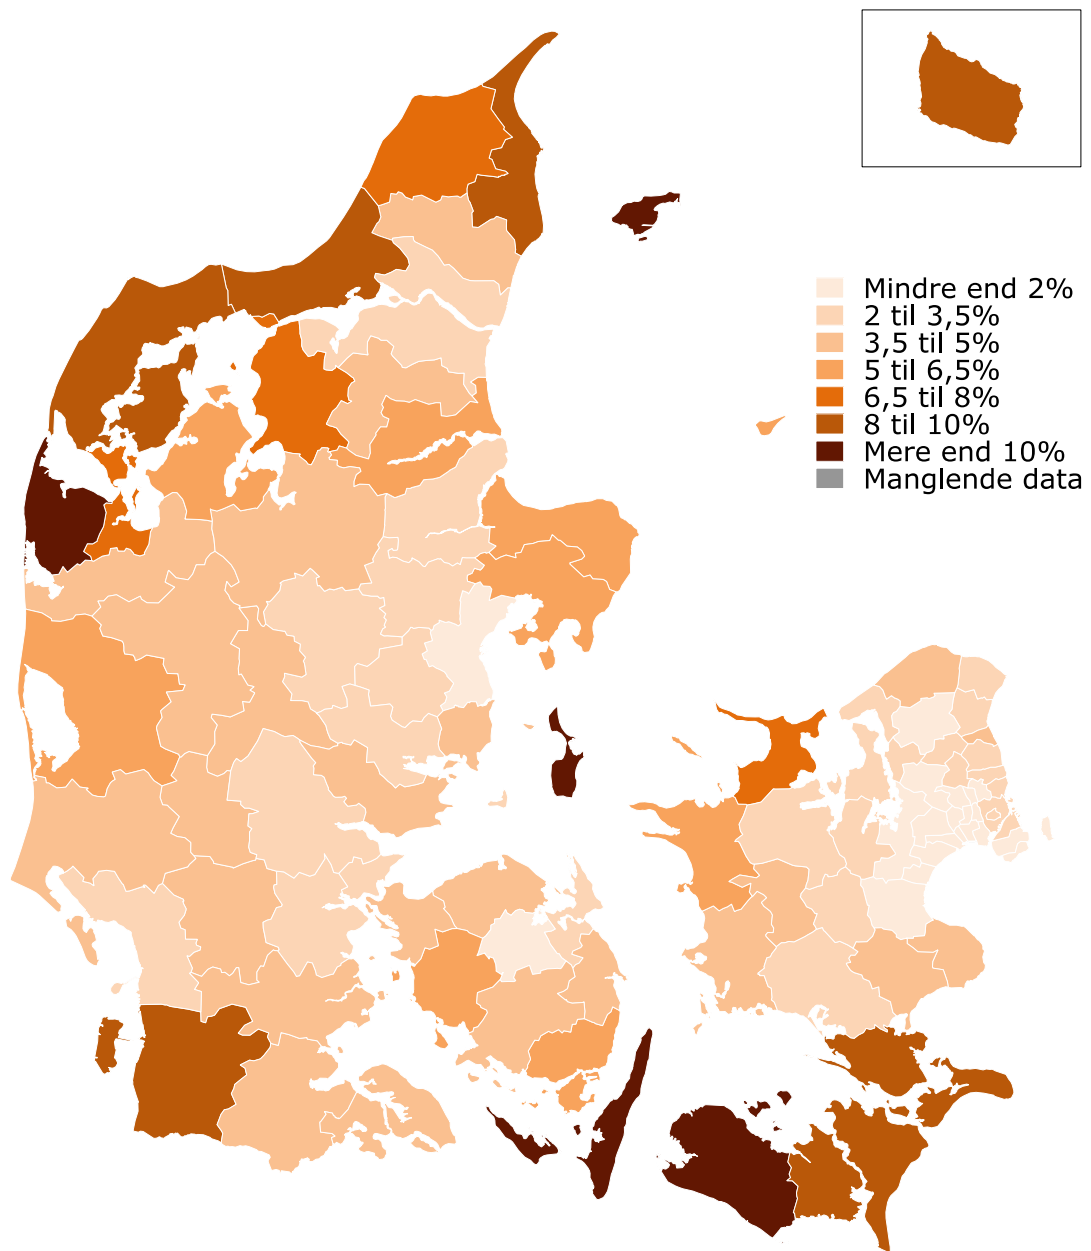 Mindre end 2%
2 til 3,5%
3,5 til 5%
5 til 6,5%
6,5 til 8%
8 til 10%
Mere end 10%
Manglende data